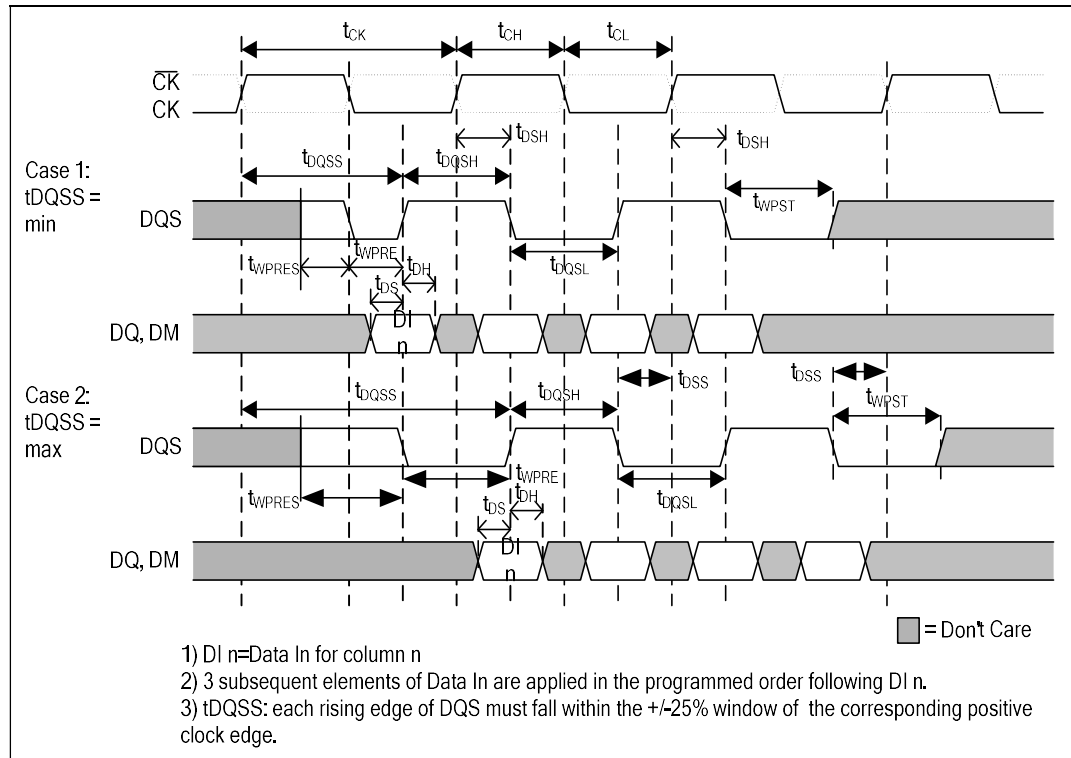 tCK
tCH
tCL
CK
CK
tDSH
tDSH
Case 1:
tDQSS =
min
tDQSS
tDQSH
tWPST
DQS
tWPRES
tWPRE
tDQSL
tDH
tDS
DI
n
DQ, DM
Case 2:
tDQSS =
max
tDQSS
tDQSH
tDSS
tDSS
tWPST
DQS
tWPRES
tWPRE
tDQSL
tDH
tDS
DI
n
DQ, DM
= Don't Care
1) DI n=Data In for column n
2) 3 subsequent elements of Data In are applied in the programmed order following DI n.
3) tDQSS: each rising edge of DQS must fall within the +/-25% window of the corresponding positive
clock edge.